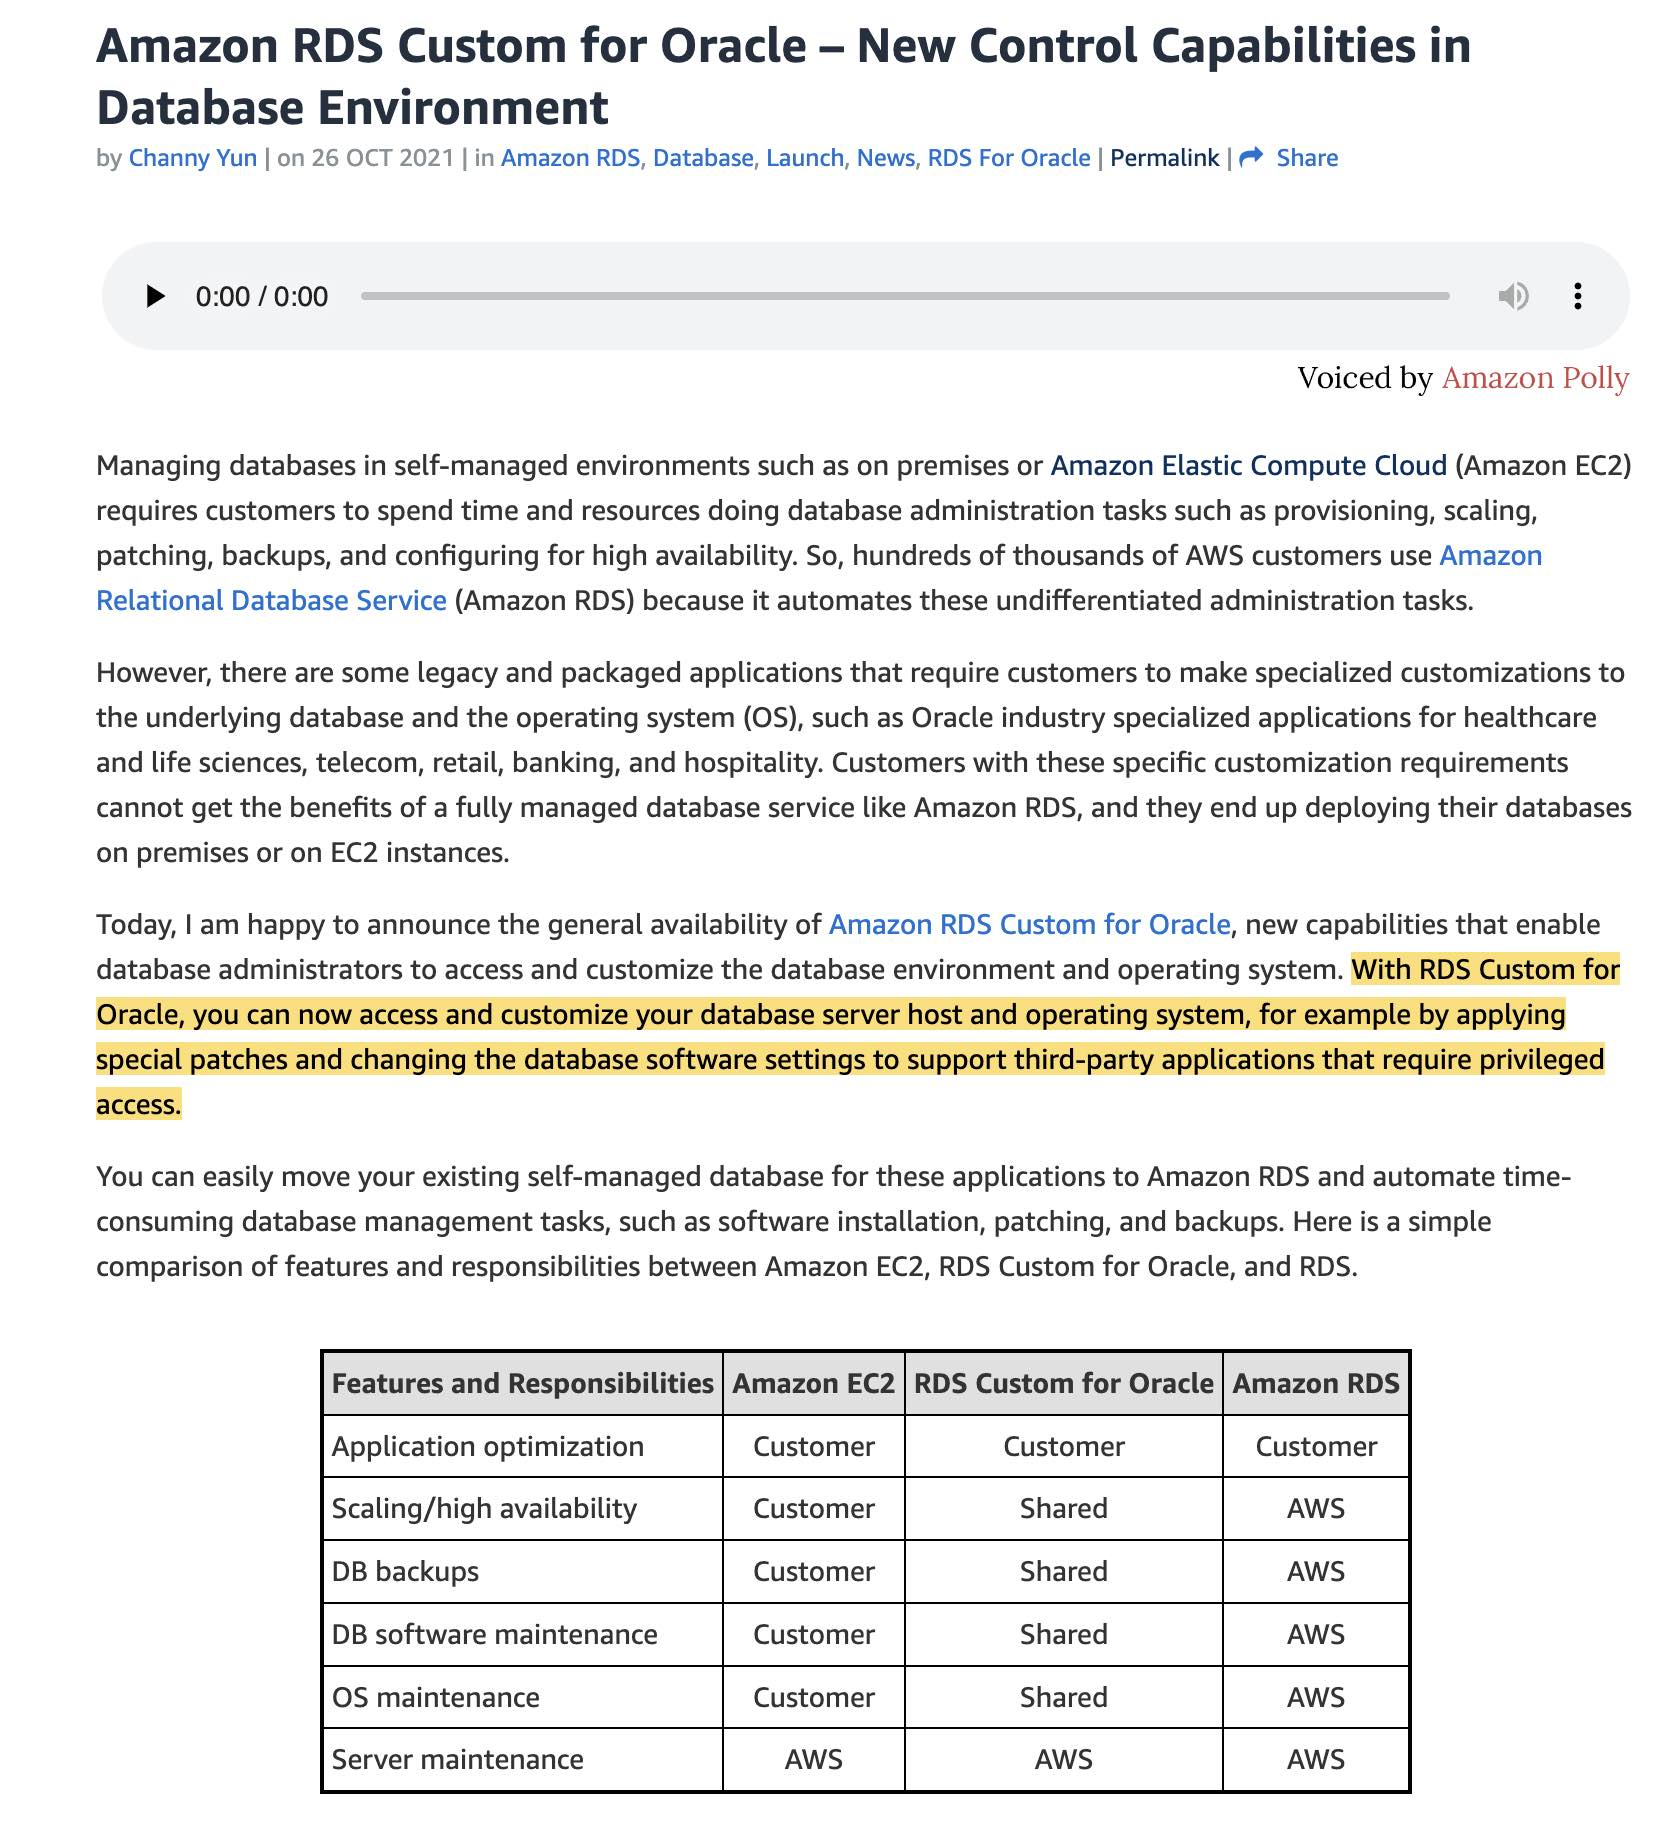 Amazon RDS Custom for Oracle – New Control Capabilities in
Database Environment
by Channy Yun | on 26 OCT 2021 | in Amazon RDS, Database, Launch, News, RDS For Oracle | Permalink | Share
0:00 / 0:00
Voiced by Amazon Polly
Managing databases in self-managed environments such as on premises or Amazon Elastic Compute Cloud (Amazon EC2)
requires customers to spend time and resources doing database administration tasks such as provisioning, scaling,
patching, backups, and configuring for high availability. So, hundreds of thousands of AWS customers use Amazon
Relational Database Service (Amazon RDS) because it automates these undifferentiated administration tasks.
However, there are some legacy and packaged applications that require customers to make specialized customizations to
the underlying database and the operating system (OS), such as Oracle industry specialized applications for healthcare
and life sciences, telecom, retail, banking, and hospitality. Customers with these specific customization requirements
cannot get the benefits of a fully managed database service like Amazon RDS, and they end up deploying their databases
on premises or on EC2 instances.
Today, I am happy to announce the general availability of Amazon RDS Custom for Oracle, new capabilities that enable
database administrators to access and customize the database environment and operating system. With RDS Custom for
Oracle, you can now access and customize your database server host and operating system, for example by applying
special patches and changing the database software settings to support third-party applications that require privileged
access.
You can easily move your existing self-managed database for these applications to Amazon RDS and automate time-
consuming database management tasks, such as software installation, patching, and backups. Here is a simple
comparison of features and responsibilities between Amazon EC2, RDS Custom for Oracle, and RDS.
Features and Responsibilities Amazon EC2 RDS Custom for Oracle Amazon RDS
Application optimization Customer Customer Customer
Scaling/high availability Customer Shared AWS
DB backups Customer Shared AWS
DB software maintenance Customer Shared AWS
OS maintenance Customer Shared AWS
Server maintenance AWS AWS AWS